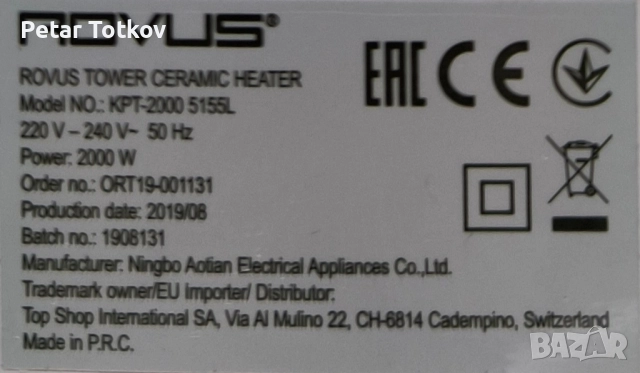 Petar Totkov
ROVUS®
ROVUS TOWER CERAMIC HEATER
Model NO.: KPT-2000 5155L
220 V – 240 V~ 50 Hz
Power: 2000 W
Order no.: ORT19-001131
Production date: 2019/08
Batch no.: 1908131
Manufacturer: Ningbo Aotian Electrical Appliances Co.,Ltd.
Trademark owner/EU Importer/ Distributor:
Top Shop International SA, Via Al Mulino 22, CH-6814 Cadempino, Switzerland
Made in P.R.C.
EAC CE
BAZAR